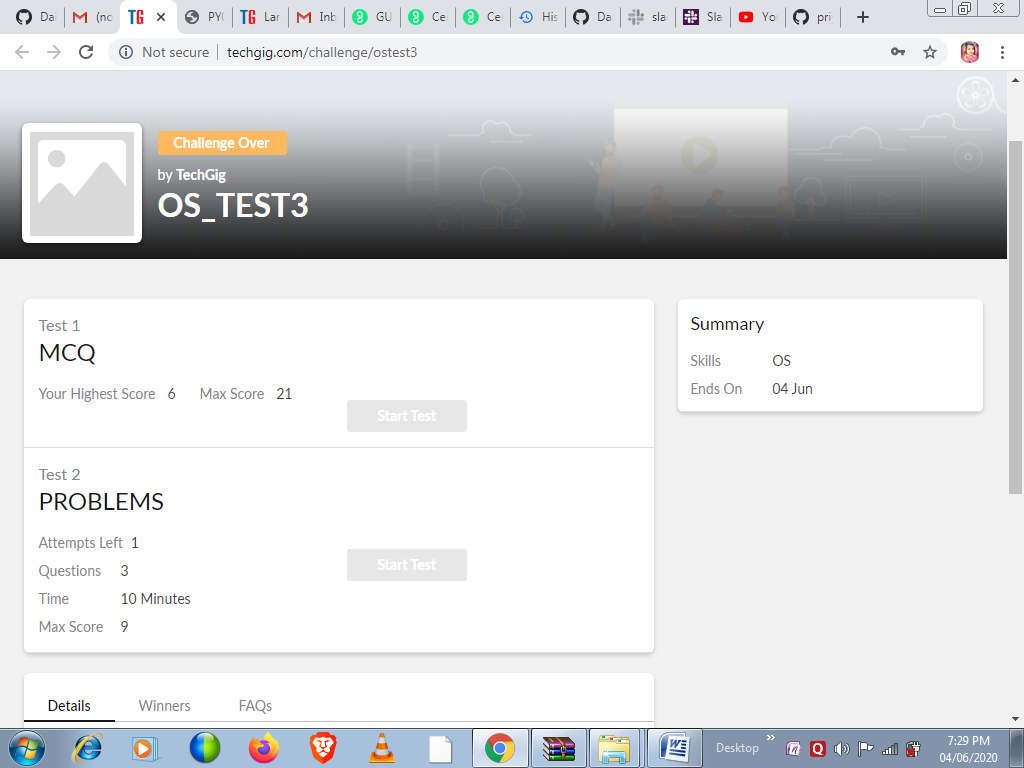 Da
(no
TG
PY
TG Lar
Inb
GU
Ce
Ce
His
Da
sla
Sla
Yo
pri
Not secure techgig.com/challenge/ostest3
Challenge Over
by TechGig
OS_TEST3
Test 1
MCQ
Your Highest Score 6 Max Score 21
Start Test
Test 2
PROBLEMS
Attempts Left 1
Questions 3
Start Test
Time 10 Minutes
Max Score 9
Summary
Skills OS
Ends On 04 Jun
Details Winners FAQs
Desktop
7:29 PM
04/06/2020